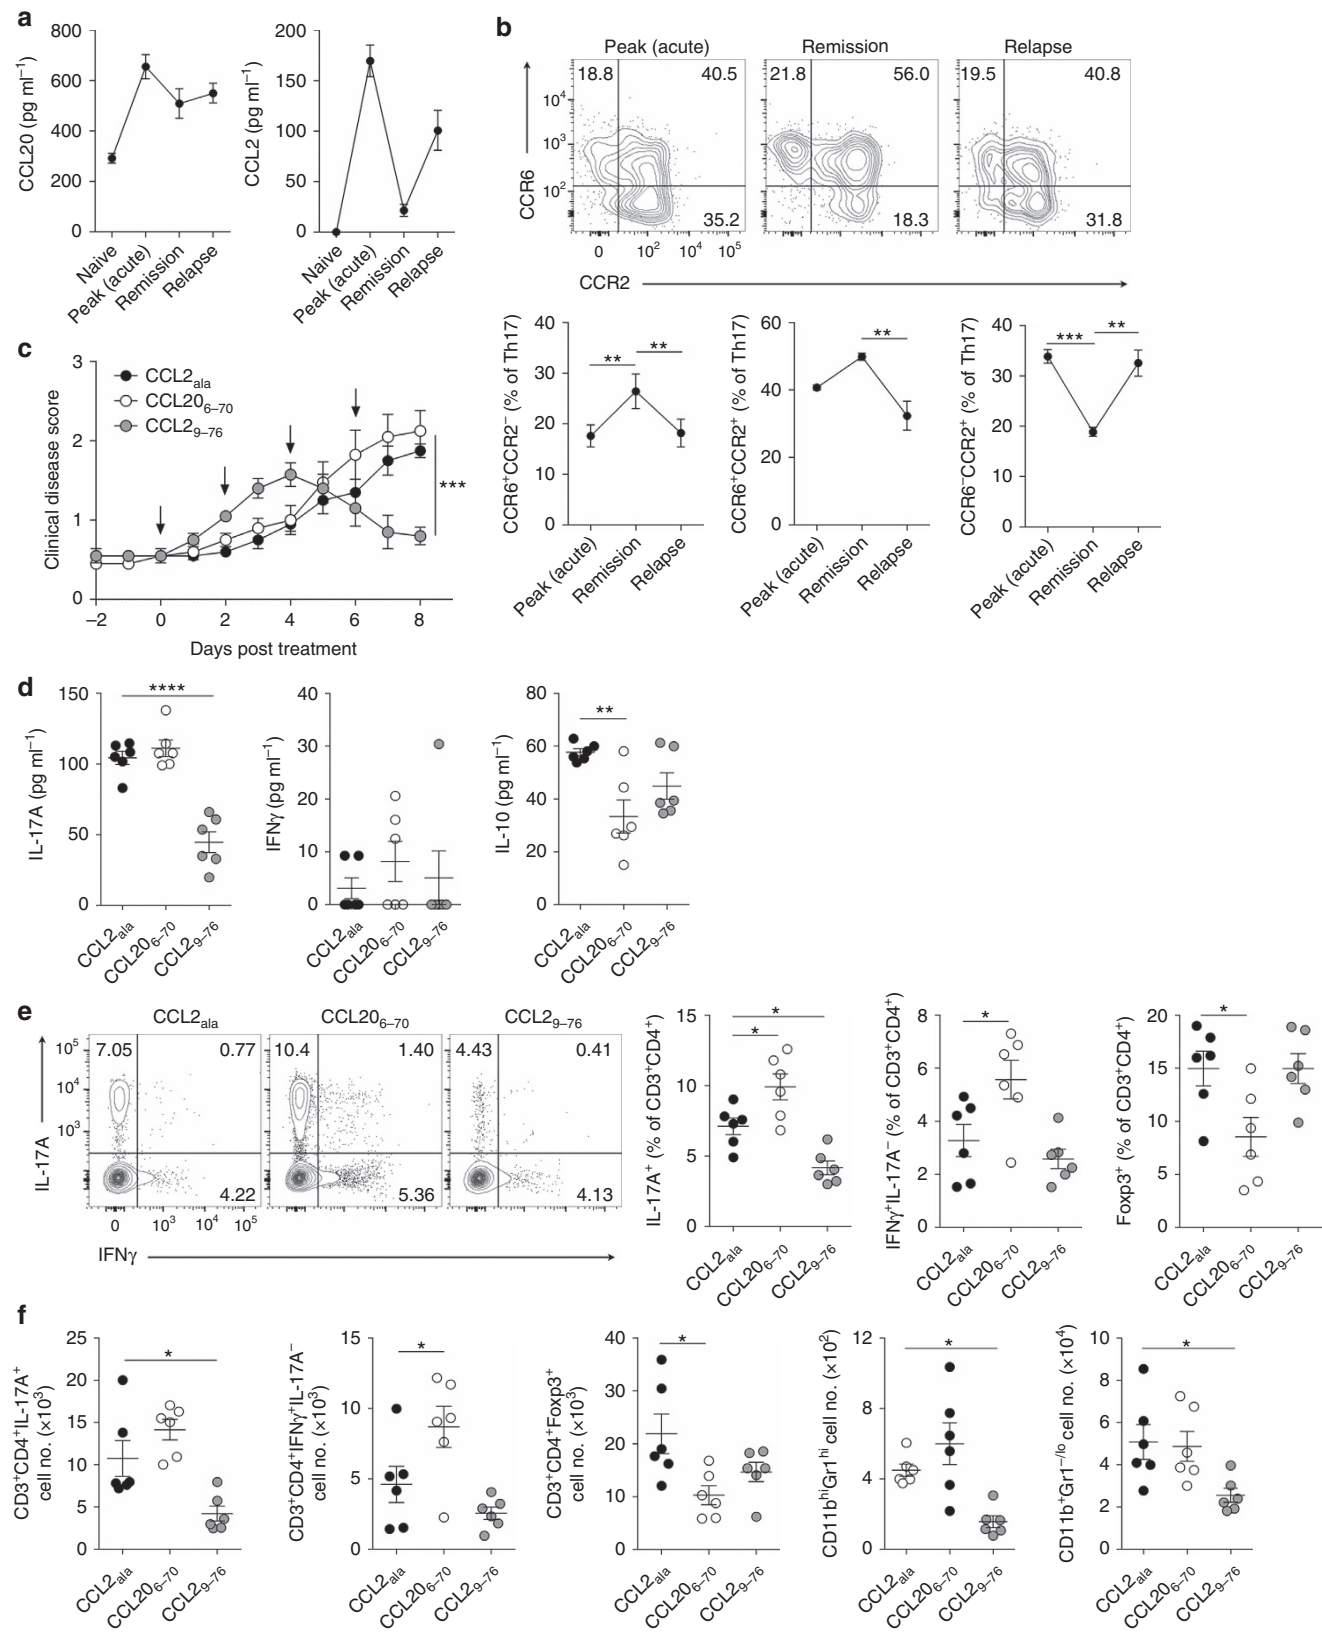 a
800
600
400
200
0
CCL20 (pg ml⁻¹)
Naive
Peak (acute)
Remission
Relapse
200
150
100
50
0
CCL2 (pg ml⁻¹)
Naive
Peak (acute)
Remission
Relapse
b
Peak (acute)
Remission
Relapse
18.8 40.5
21.8 56.0
19.5 40.8
10⁴
10³
10²
CCR6
35.2
18.3
31.8
0 10² 10⁴ 10⁵
CCR2
40
30
20
10
0
CCR6⁺CCR2⁻ (% of Th17)
** **
Peak (acute)
Remission
Relapse
60
40
20
0
CCR6⁺CCR2⁺ (% of Th17)
**
Peak (acute)
Remission
Relapse
40
30
20
10
0
CCR6⁻CCR2⁺ (% of Th17)
*** **
Peak (acute)
Remission
Relapse
c
3
2
1
0
Clinical disease score
CCL2ala
CCL20₆₋₇₀
CCL2₉₋₇₆
***
−2 0 2 4 6 8
Days post treatment
d
150
100
50
0
IL-17A (pg ml⁻¹)
****
CCL2ala
CCL20₆₋₇₀
CCL2₉₋₇₆
40
30
20
10
0
IFNγ (pg ml⁻¹)
CCL2ala
CCL20₆₋₇₀
CCL2₉₋₇₆
80
60
40
20
0
IL-10 (pg ml⁻¹)
**
CCL2ala
CCL20₆₋₇₀
CCL2₉₋₇₆
e
CCL2ala
CCL20₆₋₇₀
CCL2₉₋₇₆
10⁵
10⁴
10³
IL-17A
7.05 0.77
10.4 1.40
4.43 0.41
4.22
5.36
4.13
0 10³ 10⁴ 10⁵
IFNγ
15
10
5
0
IL-17A⁺ (% of CD3⁺CD4⁺)
*
*
CCL2ala
CCL20₆₋₇₀
CCL2₉₋₇₆
8
6
4
2
0
IFNγ⁺IL-17A⁻ (% of CD3⁺CD4⁺)
*
CCL2ala
CCL20₆₋₇₀
CCL2₉₋₇₆
20
15
10
5
0
Foxp3⁺ (% of CD3⁺CD4⁺)
*
CCL2ala
CCL20₆₋₇₀
CCL2₉₋₇₆
f
25
20
15
10
5
0
CD3⁺CD4⁺IL-17A⁺
cell no. (×10³)
*
CCL2ala
CCL20₆₋₇₀
CCL2₉₋₇₆
15
10
5
0
CD3⁺CD4⁺IFNγ⁺IL-17A⁻
cell no. (×10³)
*
CCL2ala
CCL20₆₋₇₀
CCL2₉₋₇₆
40
30
20
10
0
CD3⁺CD4⁺Foxp3⁺
cell no. (×10³)
*
CCL2ala
CCL20₆₋₇₀
CCL2₉₋₇₆
12
8
4
0
CD11bʰⁱGr1ʰⁱ cell no. (×10²)
*
CCL2ala
CCL20₆₋₇₀
CCL2₉₋₇₆
10
8
6
4
2
0
CD11b⁺Gr1⁻/ˡᵒ cell no. (×10⁴)
*
CCL2ala
CCL20₆₋₇₀
CCL2₉₋₇₆